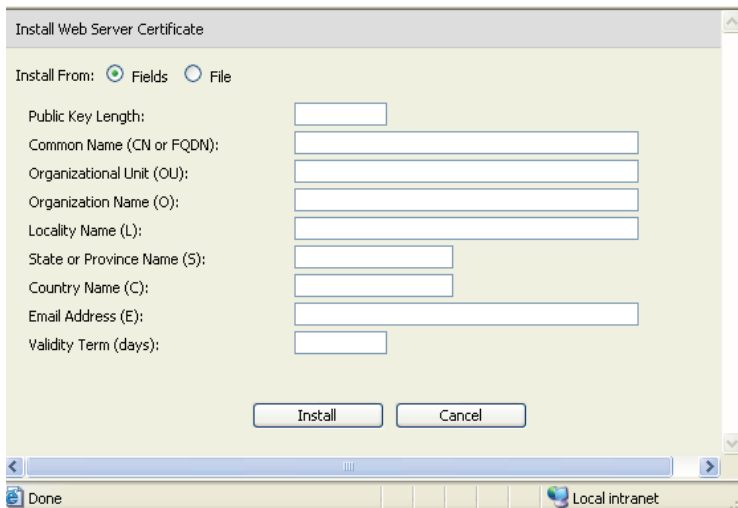 Install Web Server Certificate
Install From: Fields File
Public Key Length:
Common Name (CN or FQDN):
Organizational Unit (OU):
Organization Name (O):
Locality Name (L):
State or Province Name (S):
Country Name (C):
Email Address (E):
Validity Term (days):
Install Cancel
Done Local intranet